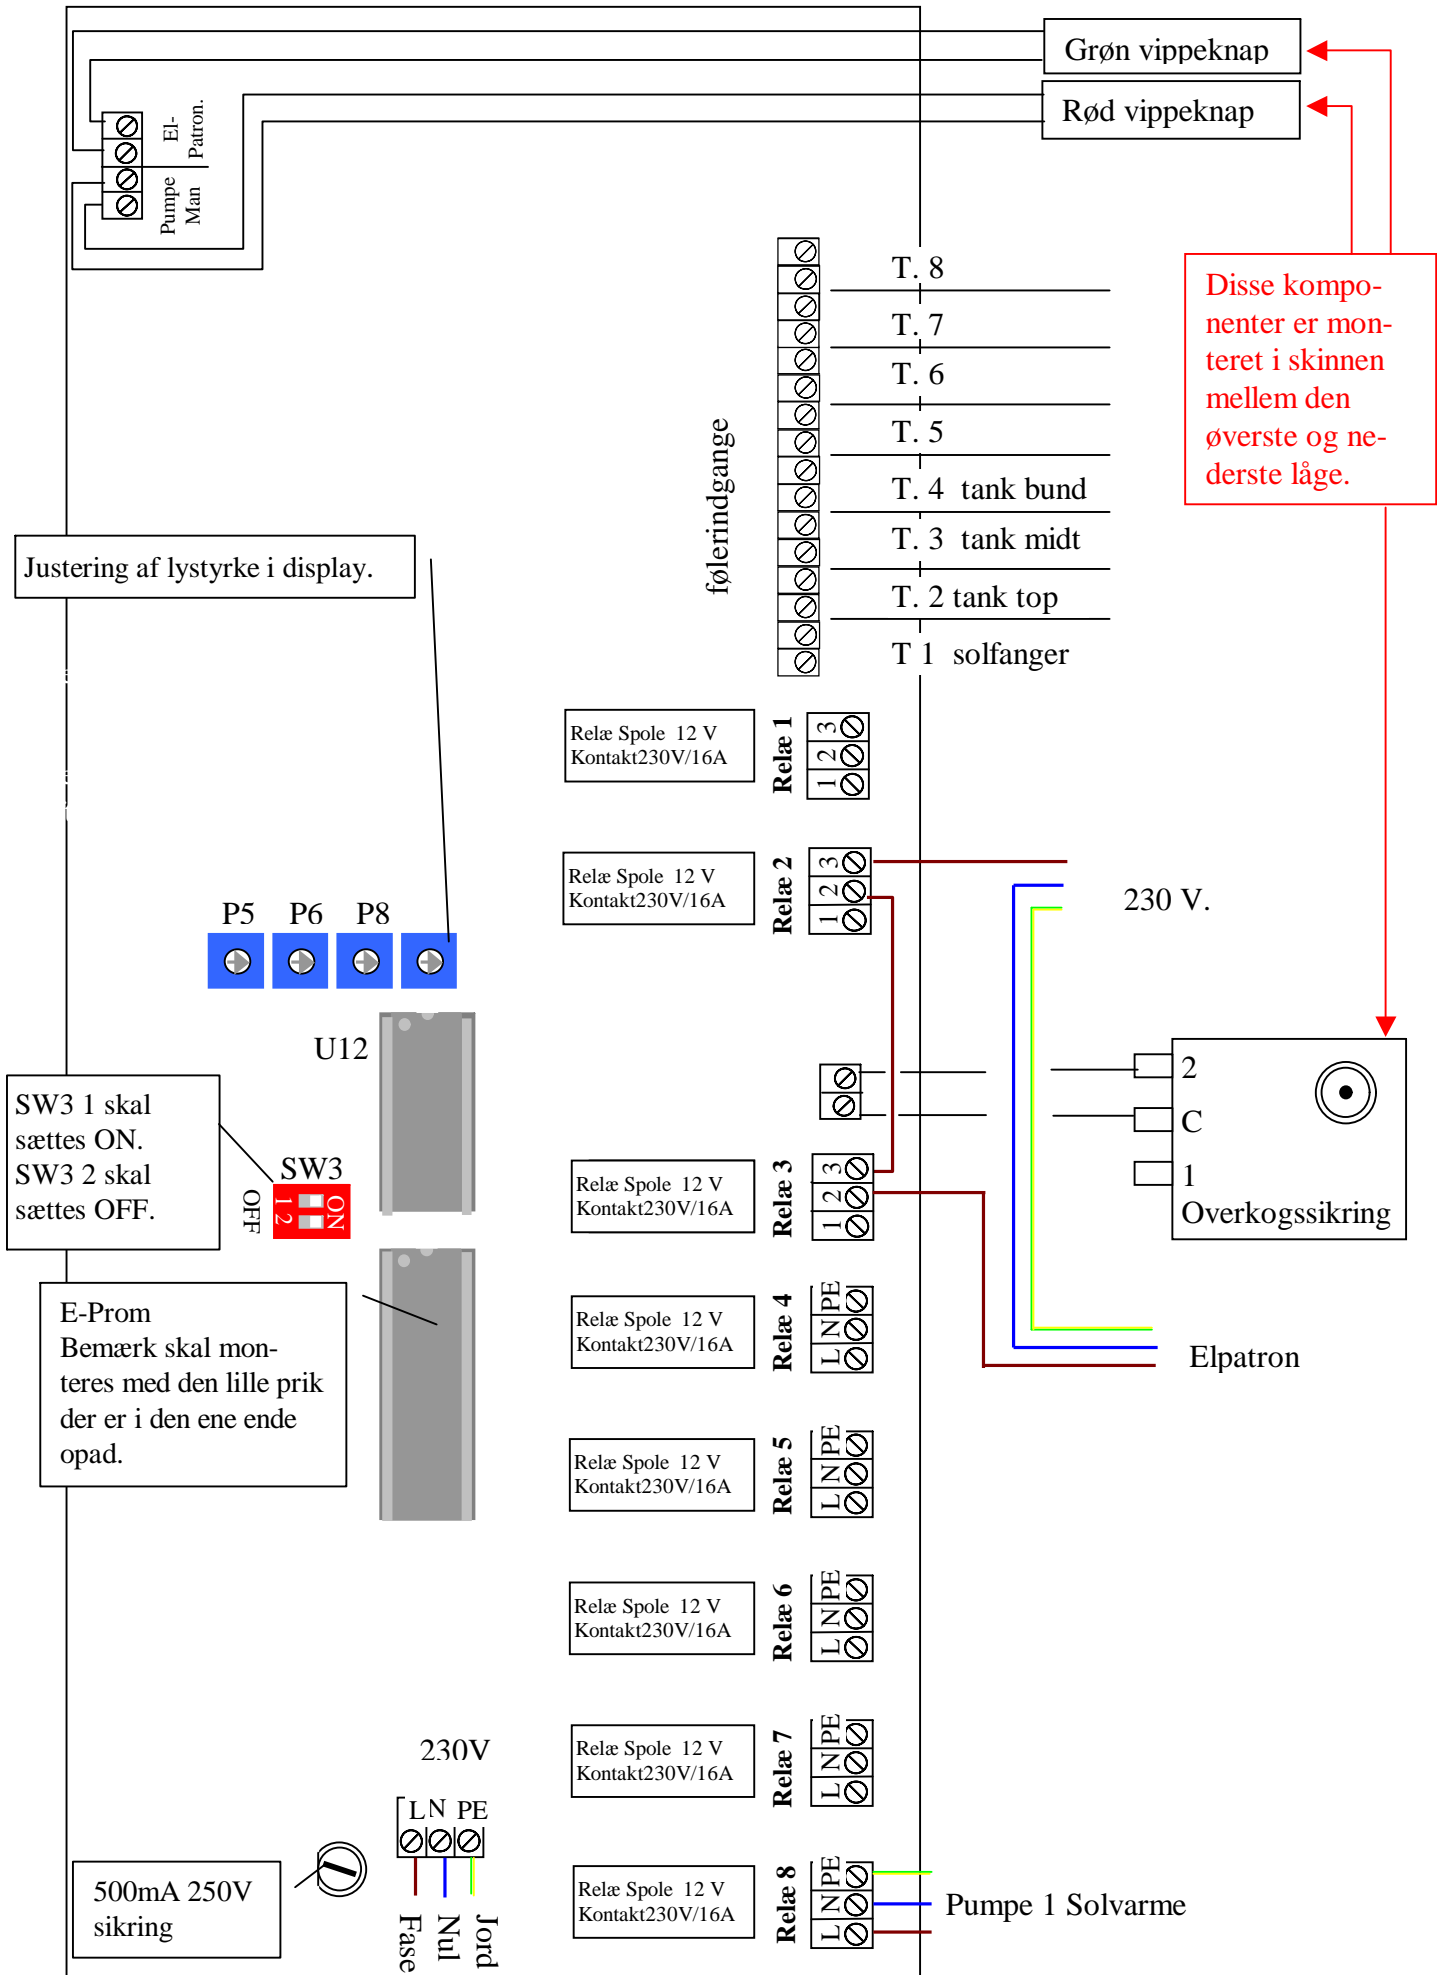 Grøn vippeknap
Rød vippeknap
El-
Patron.
Pumpe
Man
T. 8
T. 7
T. 6
T. 5
T. 4 tank bund
T. 3 tank midt
T. 2 tank top
T 1 solfanger
følerindgange
Disse kompo-
nenter er mon-
teret i skinnen
mellem den
øverste og ne-
derste låge.
Justering af lystyrke i display.
Relæ Spole 12 V
Kontakt230V/16A
Relæ 1
3
2
1
Relæ Spole 12 V
Kontakt230V/16A
Relæ 2
3
2
1
230 V.
P5 P6 P8
U12
SW3 1 skal
sættes ON.
SW3 2 skal
sættes OFF.
SW3
OFF
1 2
ON
2
C
1
Overkogssikring
Relæ Spole 12 V
Kontakt230V/16A
Relæ 3
3
2
1
E-Prom
Bemærk skal mon-
teres med den lille prik
der er i den ene ende
opad.
Relæ Spole 12 V
Kontakt230V/16A
Relæ 4
PE
N
L
Elpatron
Relæ Spole 12 V
Kontakt230V/16A
Relæ 5
PE
N
L
Relæ Spole 12 V
Kontakt230V/16A
Relæ 6
PE
N
L
Relæ Spole 12 V
Kontakt230V/16A
Relæ 7
PE
N
L
230V
L N PE
Fase
Nul
Jord
500mA 250V
sikring
Relæ Spole 12 V
Kontakt230V/16A
Relæ 8
PE
N
L
Pumpe 1 Solvarme